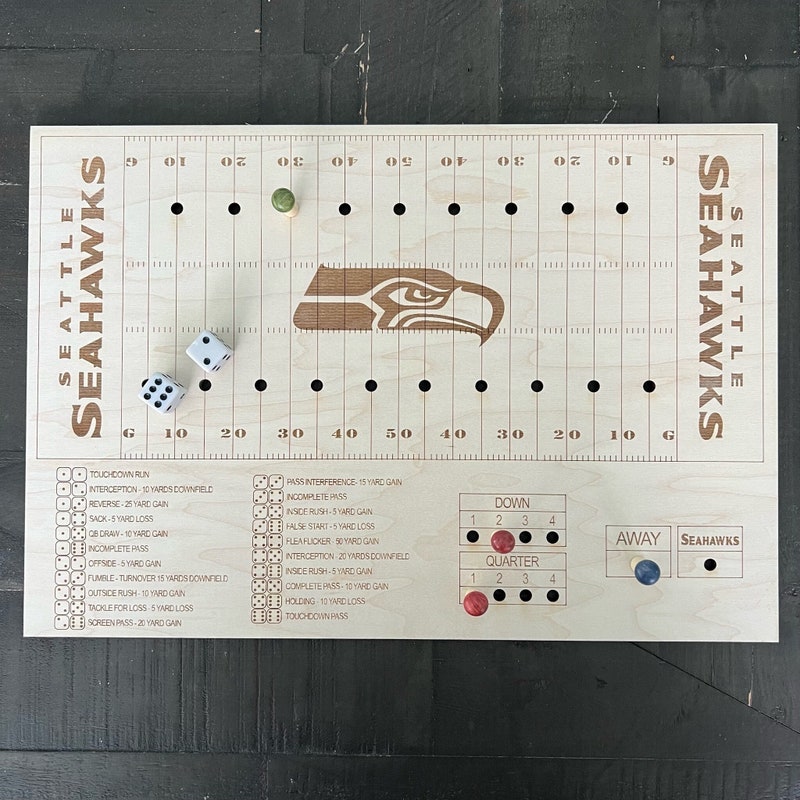 G 10 20 30 40 50 40 30 20 10 G
SEATTLE
SEAHAWKS
SEATTLE
SEAHAWKS
G 10 20 30 40 50 40 30 20 10 G
TOUCHDOWN RUN
INTERCEPTION - 10 YARDS DOWNFIELD
REVERSE - 25 YARD GAIN
SACK - 5 YARD LOSS
QB DRAW - 10 YARD GAIN
INCOMPLETE PASS
OFFSIDE - 5 YARD GAIN
FUMBLE - TURNOVER 15 YARDS DOWNFIELD
OUTSIDE RUSH - 10 YARD GAIN
TACKLE FOR LOSS - 5 YARD LOSS
SCREEN PASS - 20 YARD GAIN
PASS INTERFERENCE - 15 YARD GAIN
INCOMPLETE PASS
INSIDE RUSH - 5 YARD GAIN
FALSE START - 5 YARD LOSS
FLEA FLICKER - 50 YARD GAIN
INTERCEPTION - 20 YARDS DOWNFIELD
INSIDE RUSH - 5 YARD GAIN
COMPLETE PASS - 10 YARD GAIN
HOLDING - 10 YARD LOSS
TOUCHDOWN PASS
DOWN
1 2 3 4
QUARTER
1 2 3 4
AWAY
SEAHAWKS